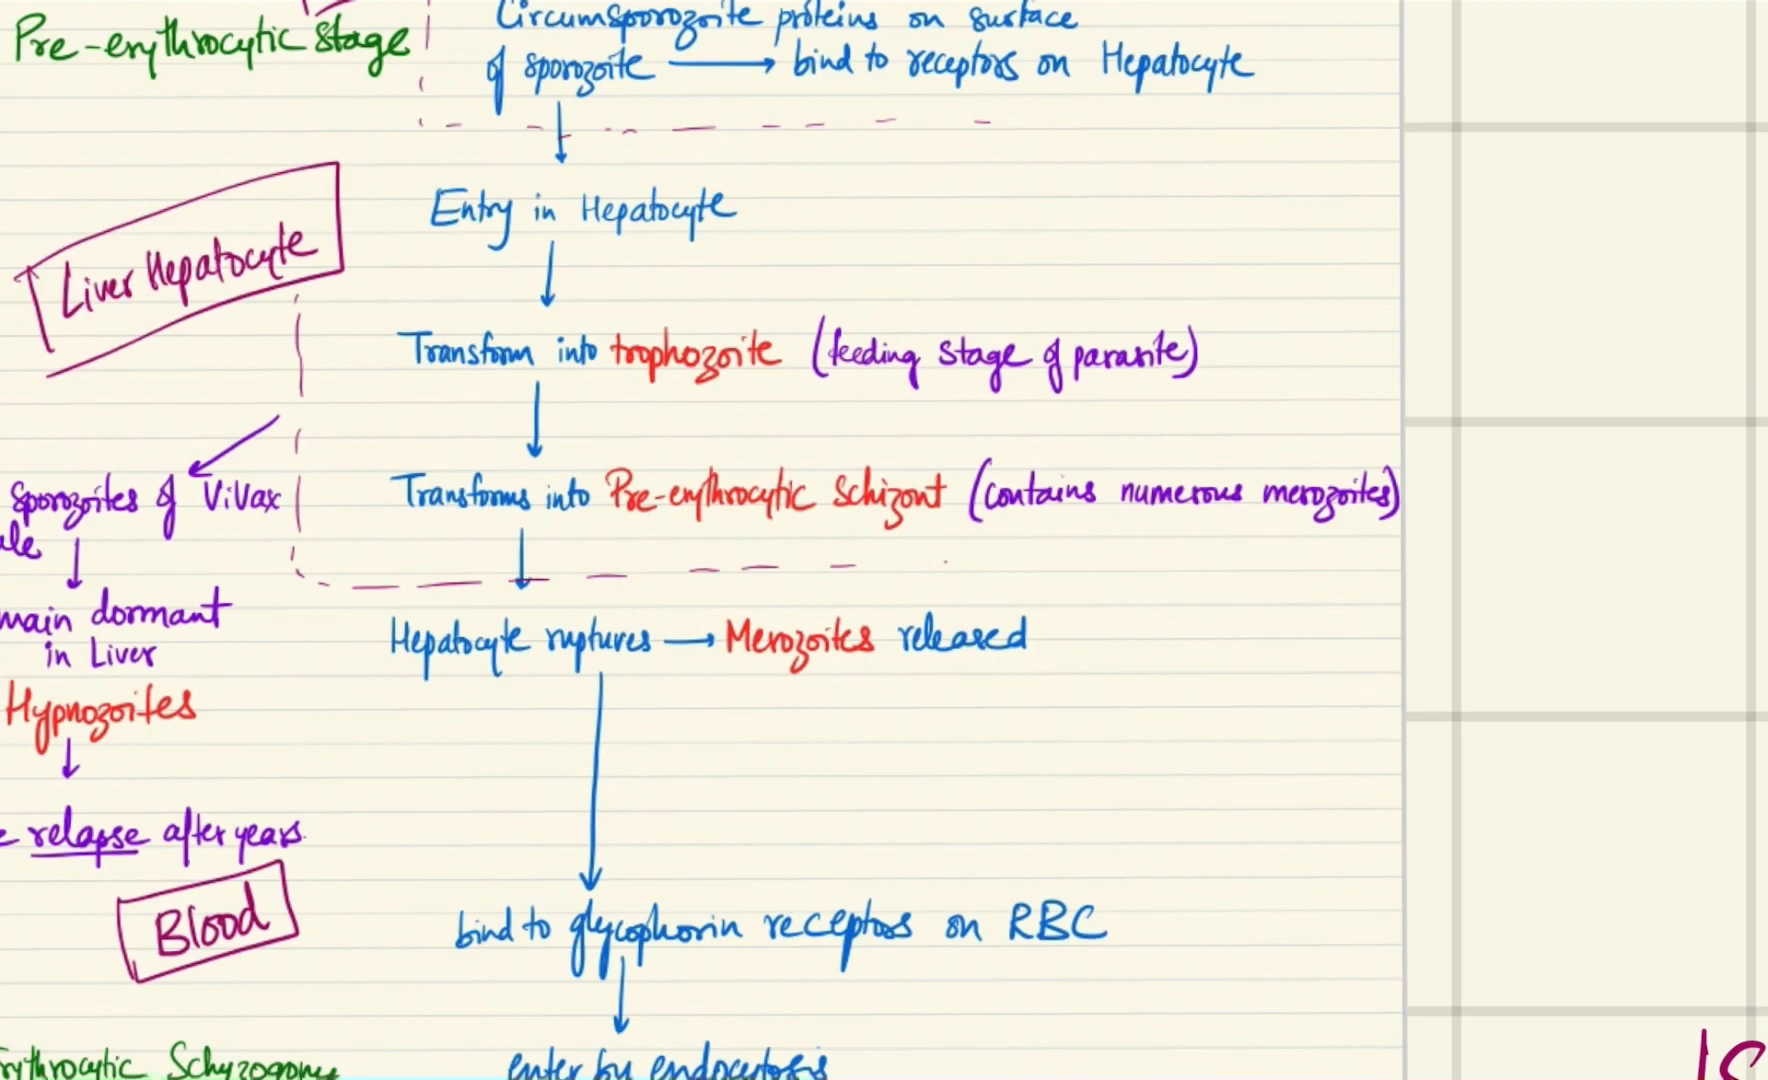 Pre-erythrocytic Stage
Circumsporozoite proteins on surface
of sporozoite → bind to receptors on Hepatocyte
Entry in Hepatocyte
Liver Hepatocyte
Transform into trophozoite (feeding stage of parasite)
Transforms into Pre-erythrocytic Schizont (contains numerous merozoites)
sporozoites of Vivax
main dormant
in Liver
Hypnozoites
relapse after years
Hepatocyte ruptures → Merozoites released
Blood
bind to glycophorin receptors on RBC
enter by endocytosis
rythrocytic Schyzogony